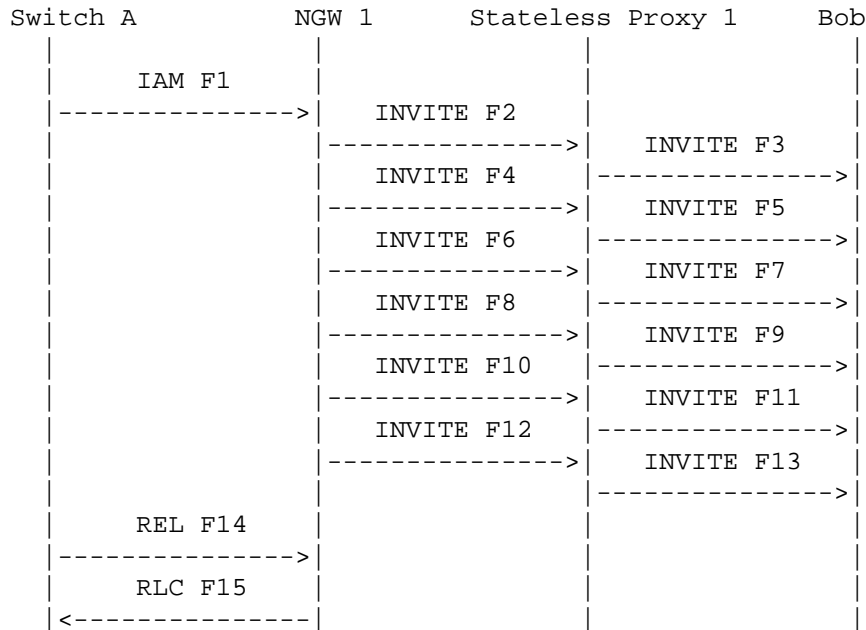 Switch A NGW 1 Stateless Proxy 1 Bob
IAM F1
INVITE F2
INVITE F3
INVITE F4
INVITE F5
INVITE F6
INVITE F7
INVITE F8
INVITE F9
INVITE F10
INVITE F11
INVITE F12
INVITE F13
REL F14
RLC F15